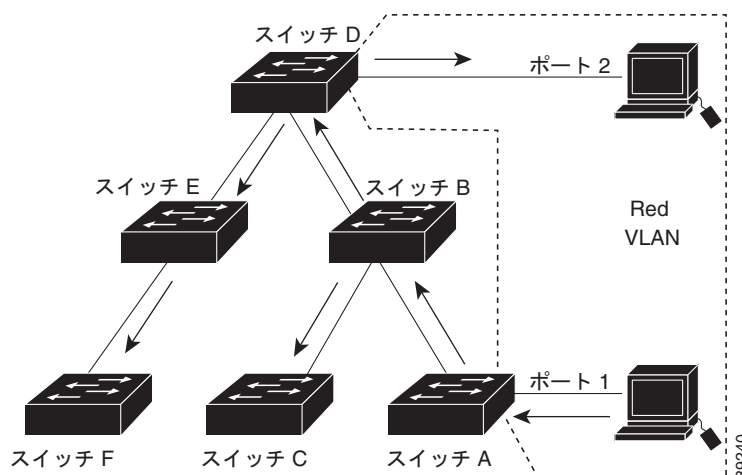 スイッチ D
ポート 2
スイッチ E
スイッチ B
Red
VLAN
ポート 1
スイッチ F
スイッチ C
スイッチ A